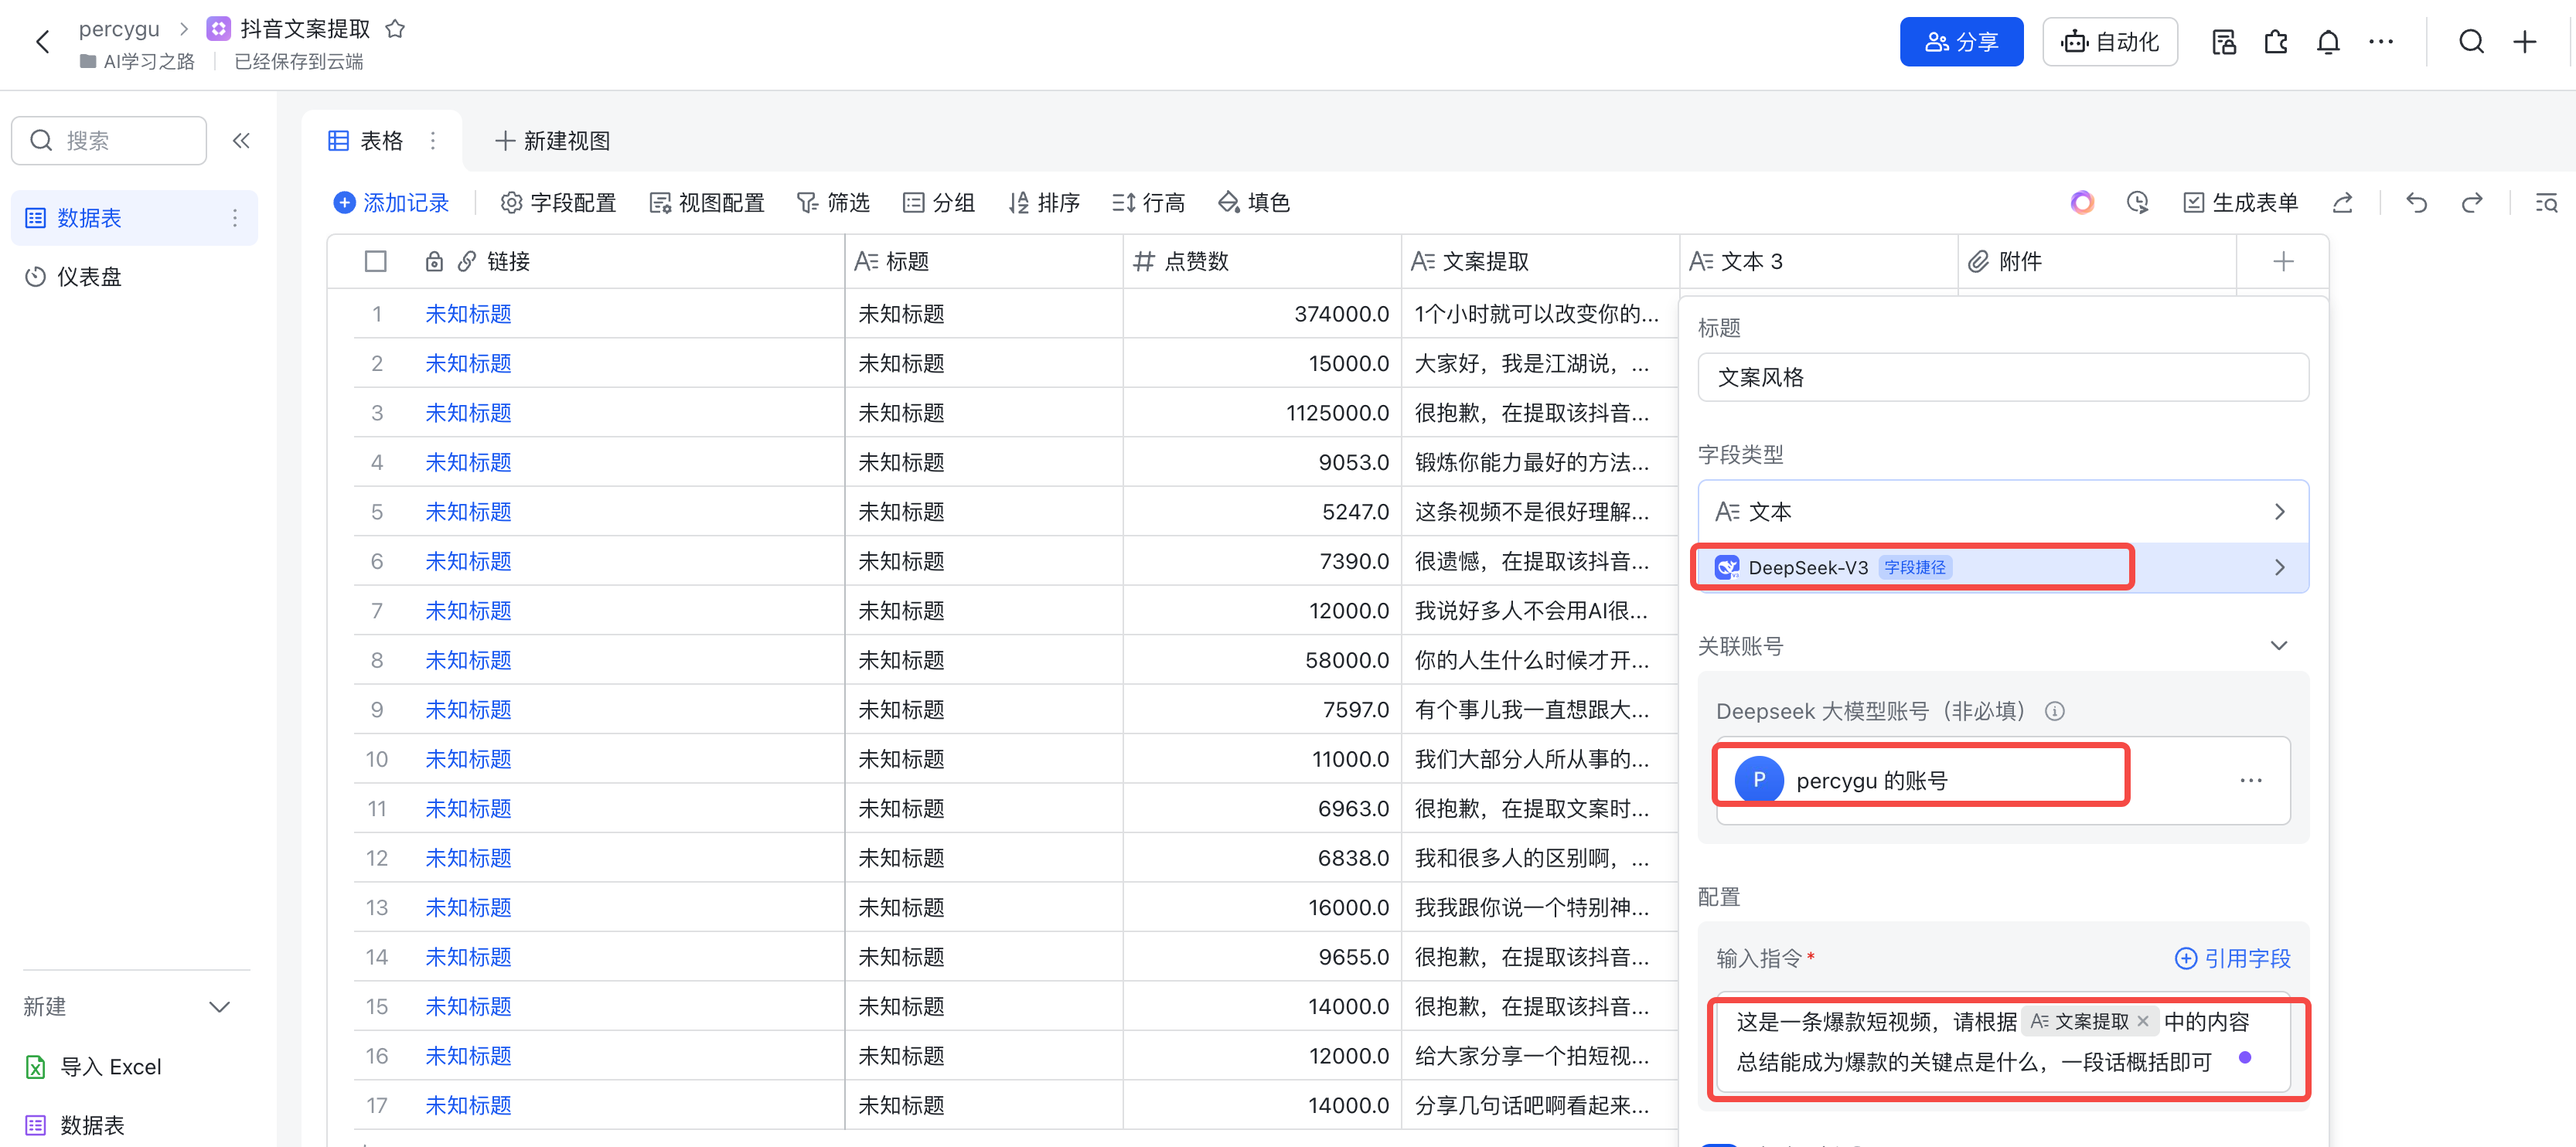 percygu > 抖音文案提取
AI学习之路 | 已经保存到云端
分享
自动化
搜索
数据表
仪表盘
新建
导入 Excel
数据表
表格
新建视图
添加记录 字段配置 视图配置 筛选 分组 排序 行高 填色 生成表单
链接 标题 点赞数 文案提取 文本 3 附件
1 未知标题 未知标题 374000.0 1个小时就可以改变你的...
2 未知标题 未知标题 15000.0 大家好，我是江湖说，...
3 未知标题 未知标题 1125000.0 很抱歉，在提取该抖音...
4 未知标题 未知标题 9053.0 锻炼你能力最好的方法...
5 未知标题 未知标题 5247.0 这条视频不是很好理解...
6 未知标题 未知标题 7390.0 很遗憾，在提取该抖音...
7 未知标题 未知标题 12000.0 我说好多人不会用AI很...
8 未知标题 未知标题 58000.0 你的人生什么时候才开...
9 未知标题 未知标题 7597.0 有个事儿我一直想跟大...
10 未知标题 未知标题 11000.0 我们大部分人所从事的...
11 未知标题 未知标题 6963.0 很抱歉，在提取文案时...
12 未知标题 未知标题 6838.0 我和很多人的区别啊，...
13 未知标题 未知标题 16000.0 我我跟你说一个特别神...
14 未知标题 未知标题 9655.0 很抱歉，在提取该抖音...
15 未知标题 未知标题 14000.0 很抱歉，在提取该抖音...
16 未知标题 未知标题 12000.0 给大家分享一个拍短视...
17 未知标题 未知标题 14000.0 分享几句话吧啊看起来...
标题
文案风格
字段类型
文本
DeepSeek-V3 字段捷径
关联账号
Deepseek 大模型账号（非必填）
P percygu 的账号
配置
输入指令* 引用字段
这是一条爆款短视频，请根据 文案提取 中的内容
总结能成为爆款的关键点是什么，一段话概括即可